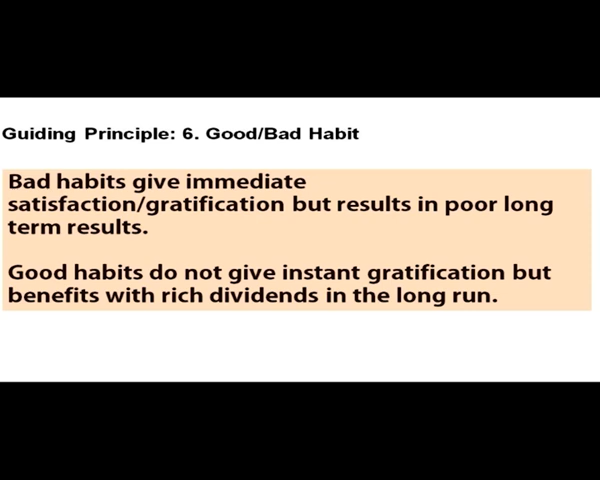 Guiding Principle: 6. Good/Bad Habit
Bad habits give immediate
satisfaction/gratification but results in poor long
term results.
Good habits do not give instant gratification but
benefits with rich dividends in the long run.